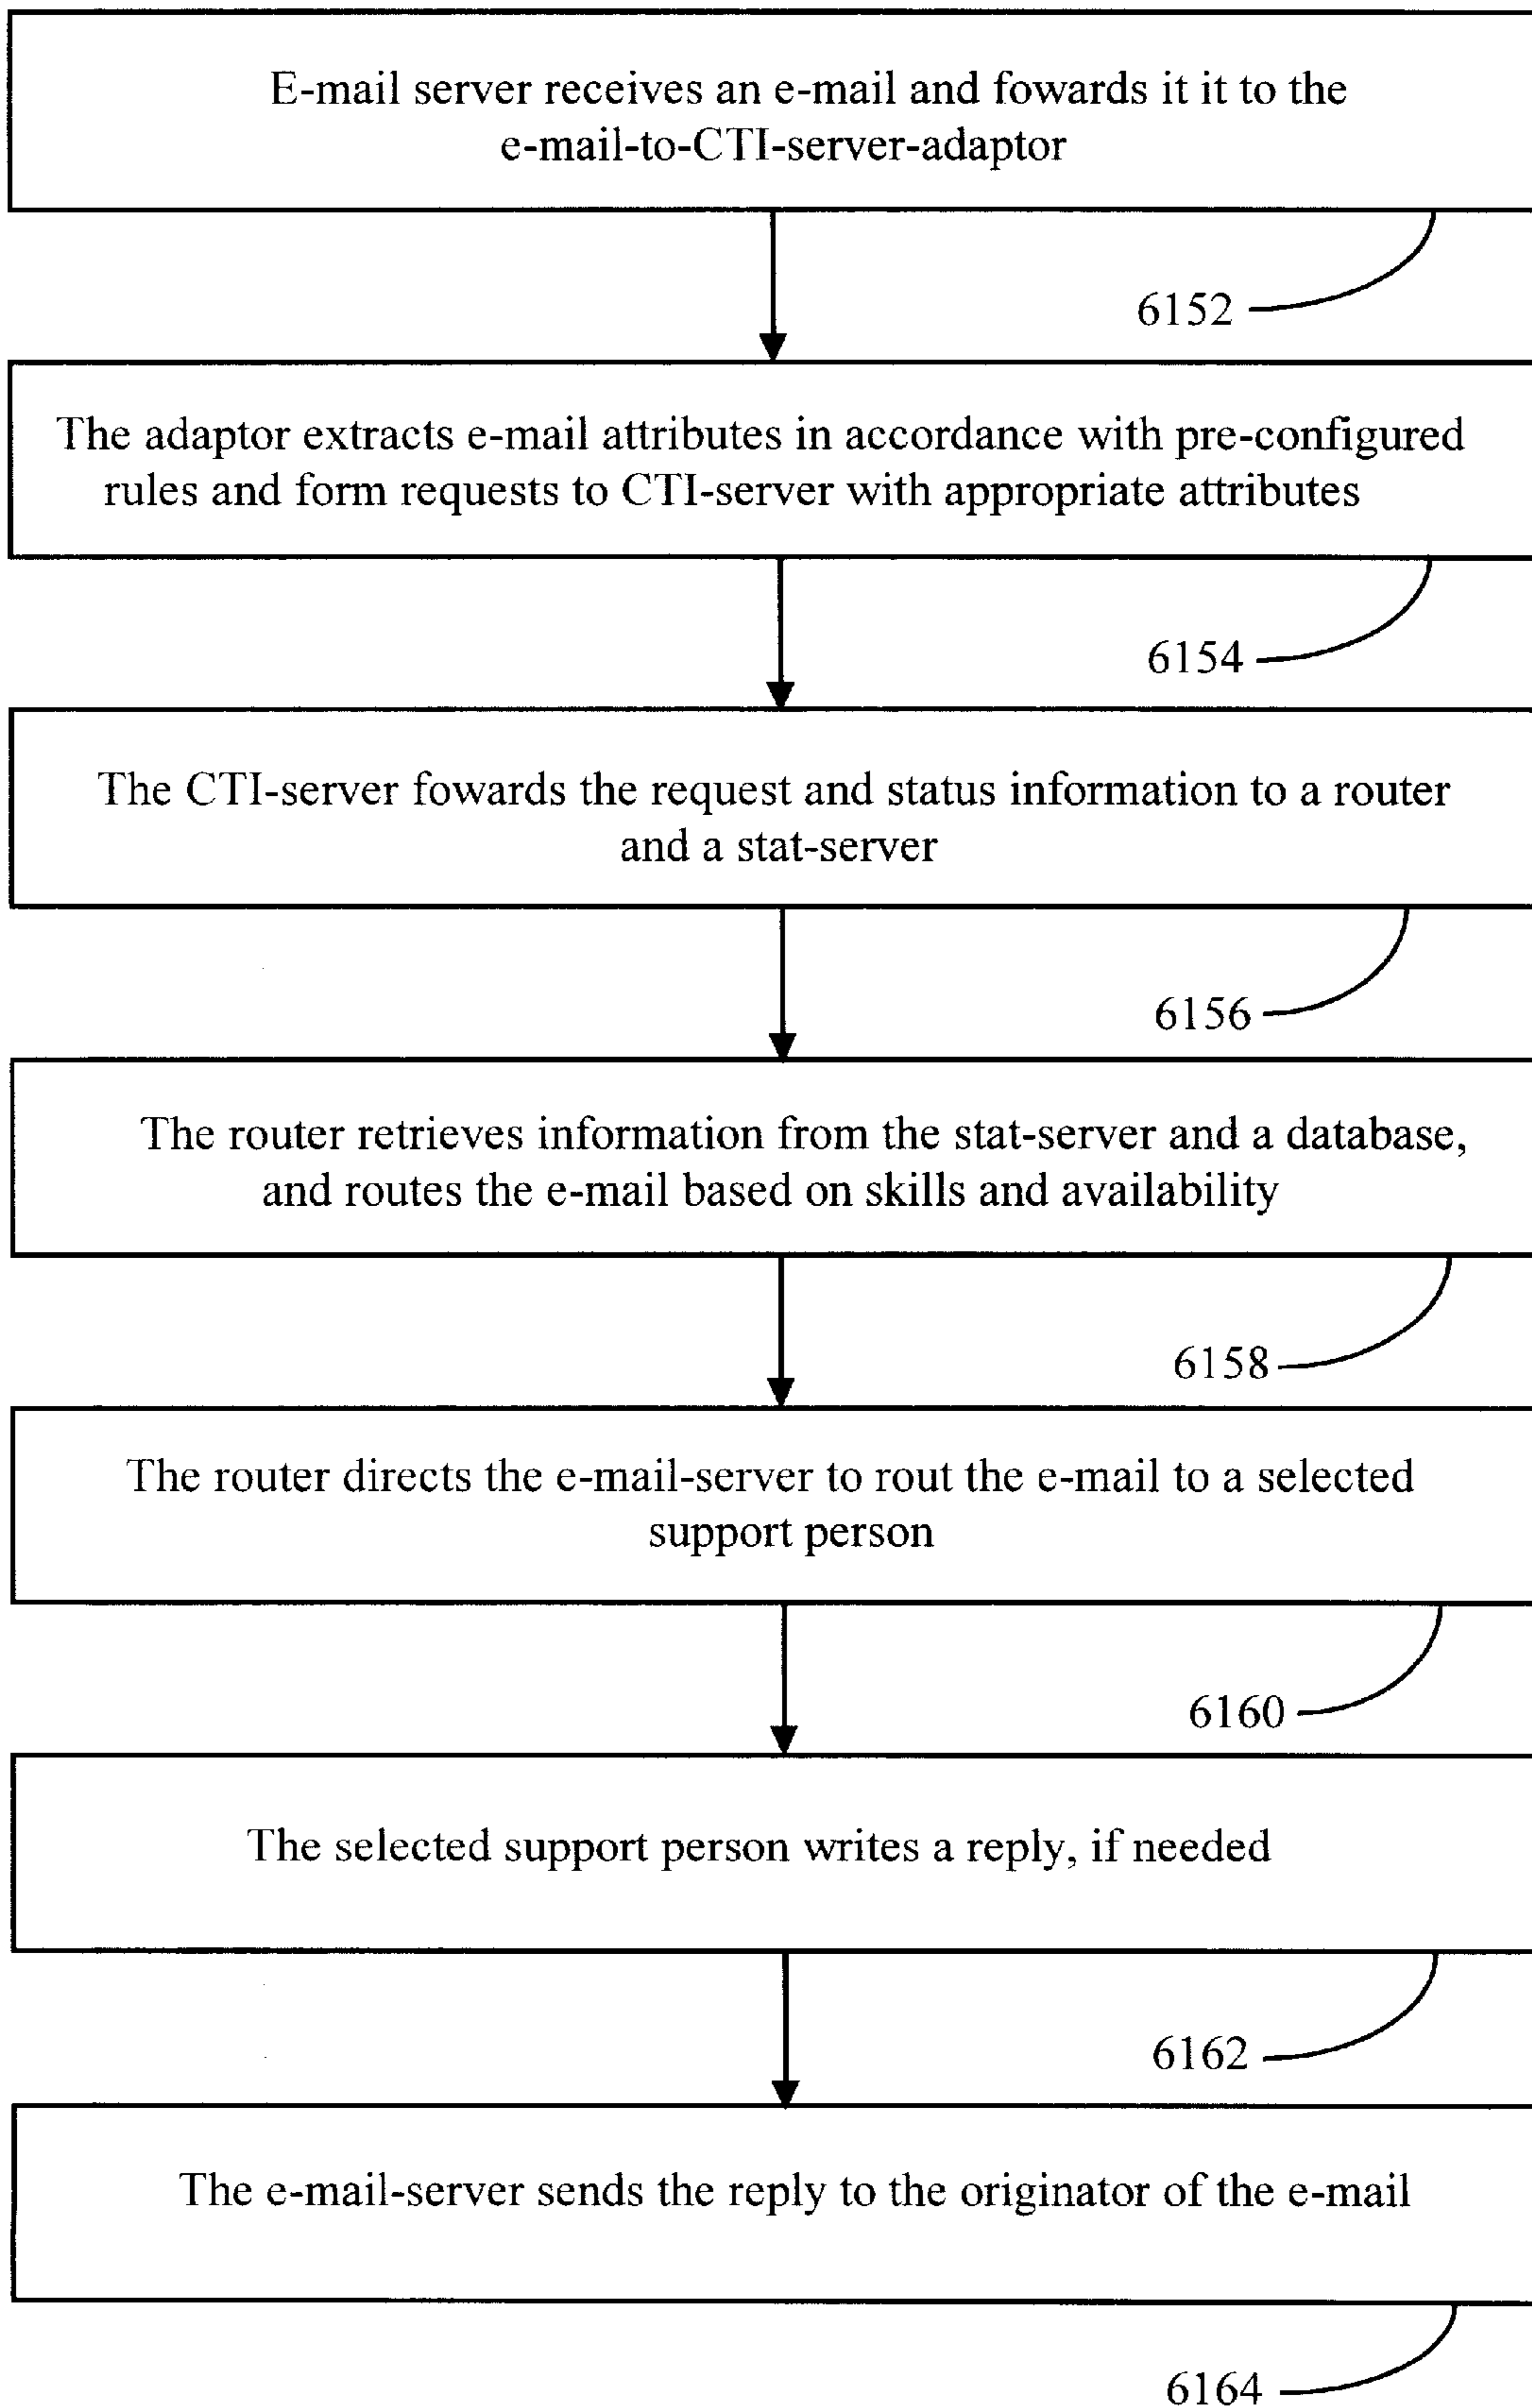 E-mail server receives an e-mail and fowards it it to the
e-mail-to-CTI-server-adaptor
6152
The adaptor extracts e-mail attributes in accordance with pre-configured
rules and form requests to CTI-server with appropriate attributes
6154
The CTI-server fowards the request and status information to a router
and a stat-server
6156
The router retrieves information from the stat-server and a database,
and routes the e-mail based on skills and availability
6158
The router directs the e-mail-server to rout the e-mail to a selected
support person
6160
The selected support person writes a reply, if needed
6162
The e-mail-server sends the reply to the originator of the e-mail
6164